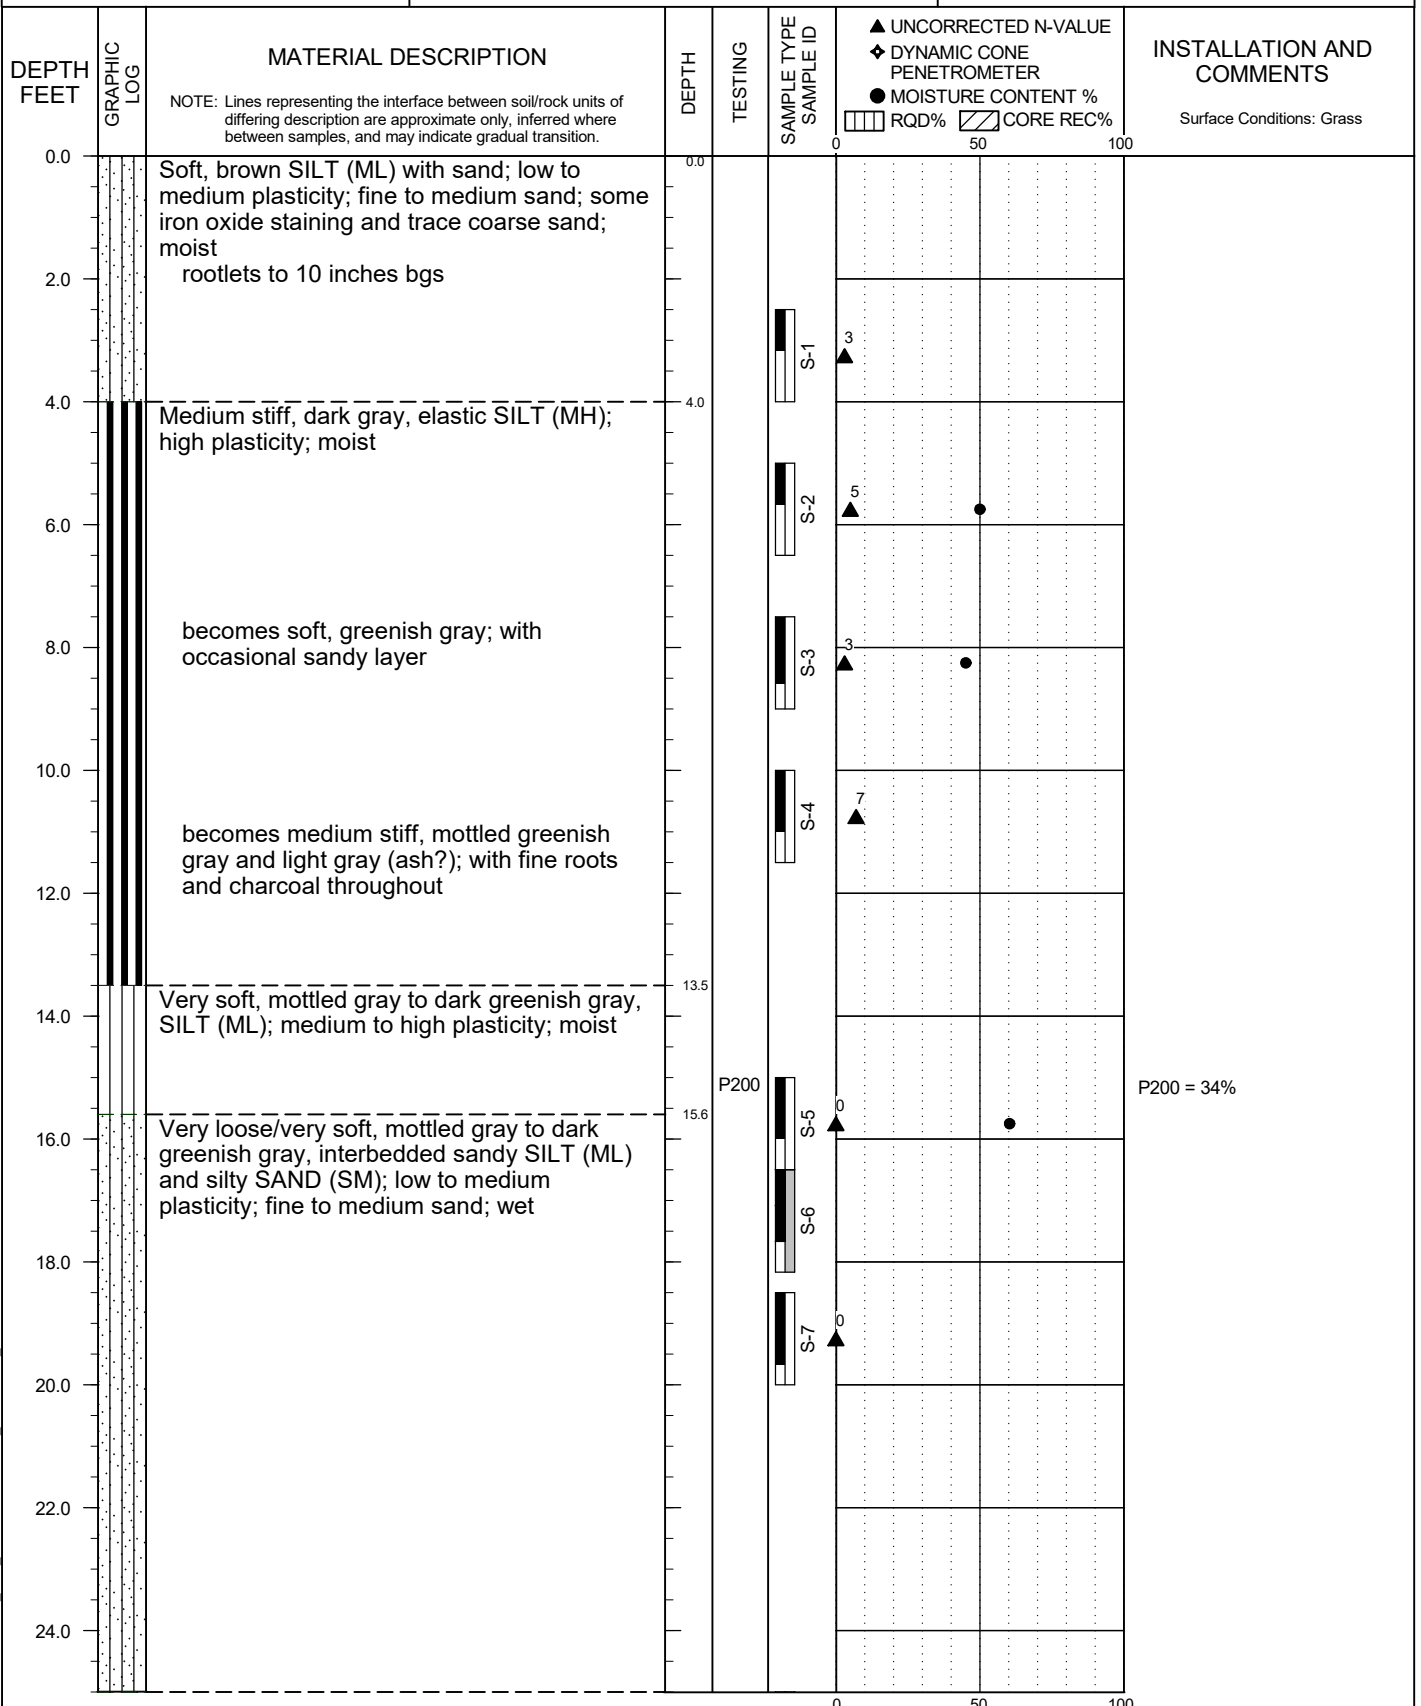 DEPTH
FEET
GRAPHIC
LOG
MATERIAL DESCRIPTION
NOTE: Lines representing the interface between soil/rock units of
differing description are approximate only, inferred where
between samples, and may indicate gradual transition.
DEPTH
TESTING
SAMPLE TYPE
SAMPLE ID
▲ UNCORRECTED N-VALUE
DYNAMIC CONE
PENETROMETER
● MOISTURE CONTENT %
RQD% CORE REC%
0 50 100
INSTALLATION AND
COMMENTS
Surface Conditions: Grass
0.0
0.0
Soft, brown SILT (ML) with sand; low to
medium plasticity; fine to medium sand; some
iron oxide staining and trace coarse sand;
moist
rootlets to 10 inches bgs
2.0
S-1
3
4.0
4.0
Medium stiff, dark gray, elastic SILT (MH);
high plasticity; moist
S-2
5
6.0
becomes soft, greenish gray; with
occasional sandy layer
8.0
S-3
3
10.0
S-4
7
becomes medium stiff, mottled greenish
gray and light gray (ash?); with fine roots
and charcoal throughout
12.0
13.5
Very soft, mottled gray to dark greenish gray,
SILT (ML); medium to high plasticity; moist
14.0
P200
P200 = 34%
S-5
0
15.6
Very loose/very soft, mottled gray to dark
greenish gray, interbedded sandy SILT (ML)
and silty SAND (SM); low to medium
plasticity; fine to medium sand; wet
16.0
S-6
18.0
S-7
0
20.0
22.0
24.0
0 50 100